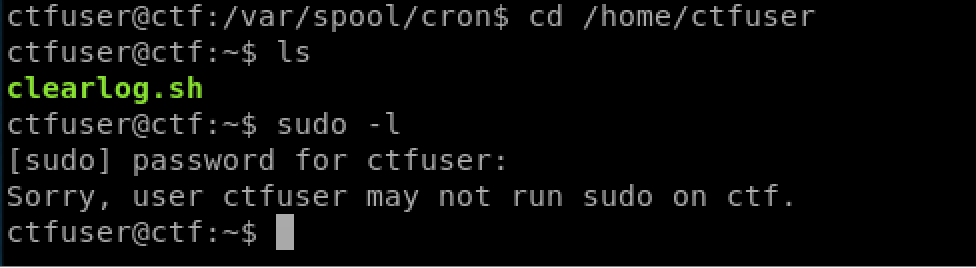 ctfuser@ctf:/var/spool/cron$ cd /home/ctfuser
ctfuser@ctf:~$ ls
clearlog.sh
ctfuser@ctf:~$ sudo -l
[sudo] password for ctfuser:
Sorry, user ctfuser may not run sudo on ctf.
ctfuser@ctf:~$